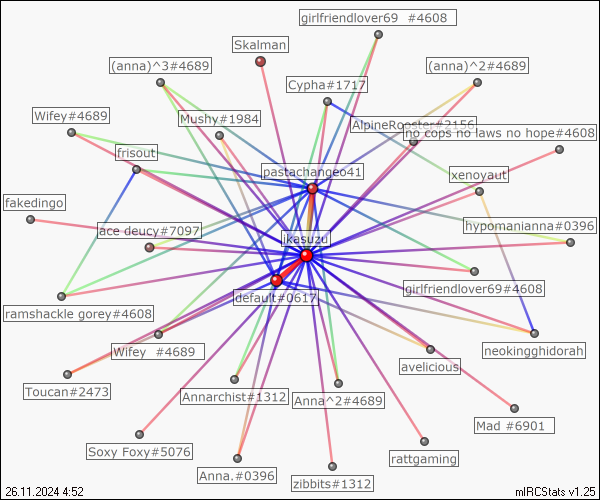 girlfriendlover69 #4608
Skalman
(anna)^3#4689
(anna)^2#4689
Cypha#1717
Wifey#4689
Mushy#1984
AlpineRooster#2156
no cops no laws no hope#4608
frisout
pastachangeo41
xenoyaut
fakedingo
ace deucy#7097
hypomanianna#0396
ikasuzu
girlfriendlover69#4608
default#0617
ramshackle gorey#4608
Wifey #4689
avelicious
neokingghidorah
Toucan#2473
Annarchist#1312
Anna^2#4689
Mad #6901
Soxy Foxy#5076
rattgaming
Anna.#0396
zibbits#1312
26.11.2024 4:52
mIRCStats v1.25